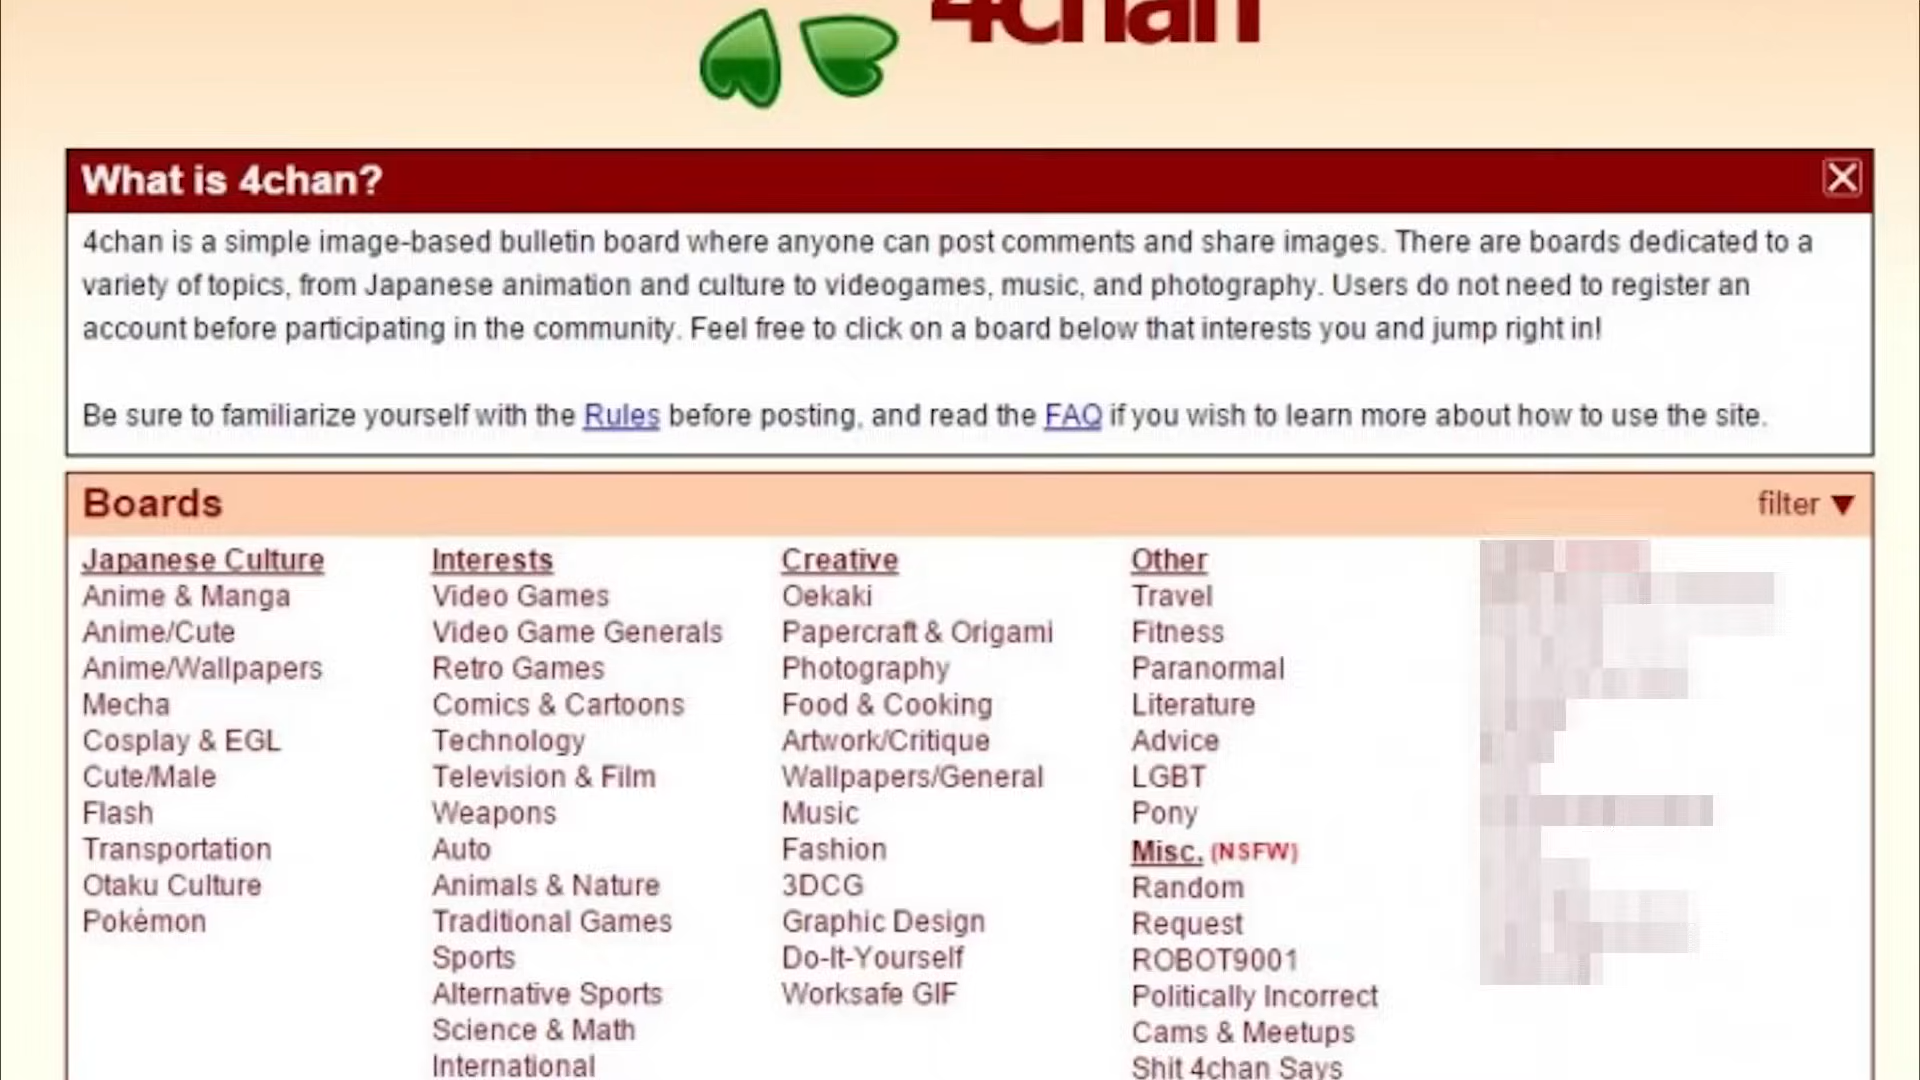 4chan
What is 4chan?
4chan is a simple image-based bulletin board where anyone can post comments and share images. There are boards dedicated to a
variety of topics, from Japanese animation and culture to videogames, music, and photography. Users do not need to register an
account before participating in the community. Feel free to click on a board below that interests you and jump right in!
Be sure to familiarize yourself with the Rules before posting, and read the FAQ if you wish to learn more about how to use the site.
Boards
filter ▼
Japanese Culture
Anime & Manga
Anime/Cute
Anime/Wallpapers
Mecha
Cosplay & EGL
Cute/Male
Flash
Transportation
Otaku Culture
Pokémon
Interests
Video Games
Video Game Generals
Retro Games
Comics & Cartoons
Technology
Television & Film
Weapons
Auto
Animals & Nature
Traditional Games
Sports
Alternative Sports
Science & Math
International
Creative
Oekaki
Papercraft & Origami
Photography
Food & Cooking
Artwork/Critique
Wallpapers/General
Music
Fashion
3DCG
Graphic Design
Do-It-Yourself
Worksafe GIF
Other
Travel
Fitness
Paranormal
Literature
Advice
LGBT
Pony
Misc. (NSFW)
Random
Request
ROBOT9001
Politically Incorrect
Cams & Meetups
Shit 4chan Says